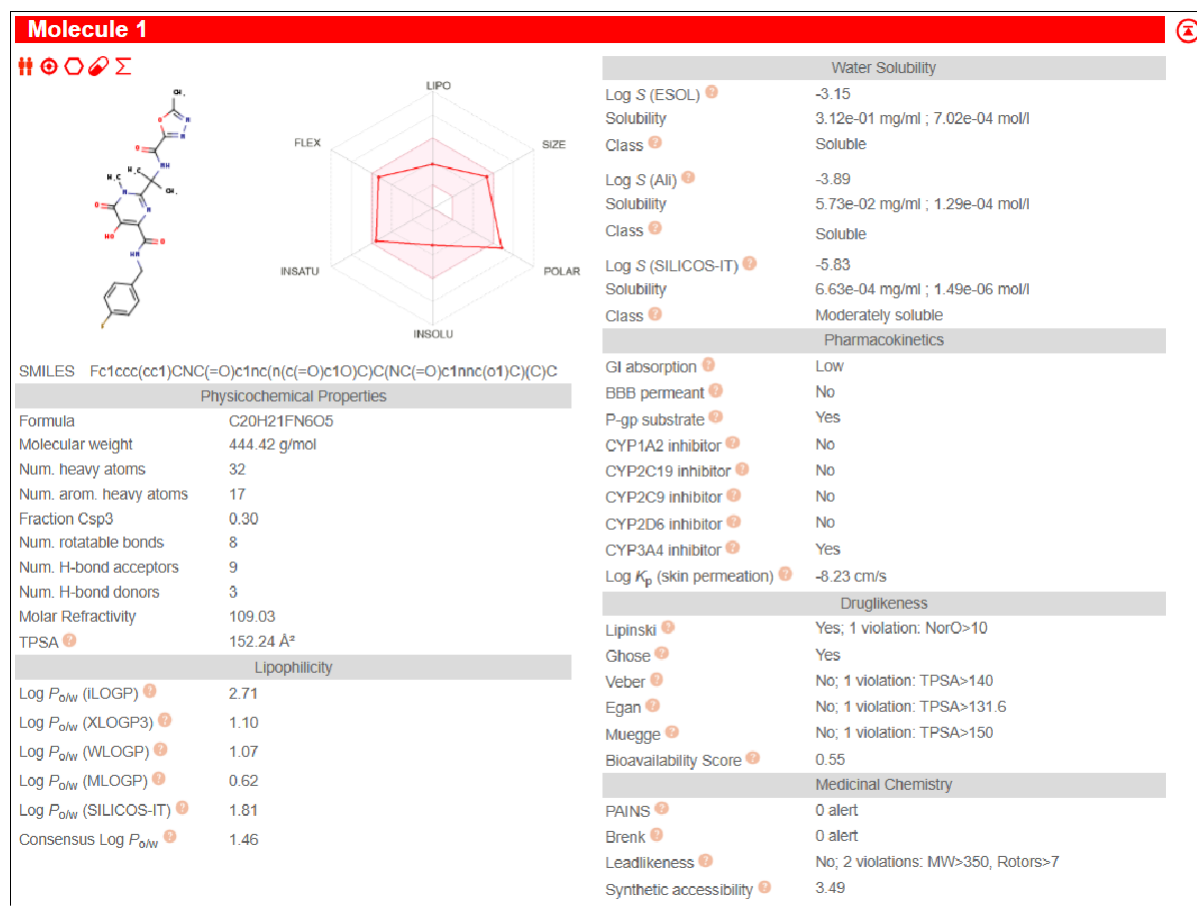 Molecule 1
LIPO
SIZE
POLAR
INSOLU
INSATU
FLEX
CH₃
O
N
N
O
NH
H₃C
CH₃
H₃C
N
O
N
HO
O
NH
F
SMILES Fc1ccc(cc1)CNC(=O)c1nc(n(c(=O)c1O)C)C(NC(=O)c1nnc(o1)C)(C)C
Physicochemical Properties
Formula C20H21FN6O5
Molecular weight 444.42 g/mol
Num. heavy atoms 32
Num. arom. heavy atoms 17
Fraction Csp3 0.30
Num. rotatable bonds 8
Num. H-bond acceptors 9
Num. H-bond donors 3
Molar Refractivity 109.03
TPSA ? 152.24 Å²
Lipophilicity
Log Po/w (iLOGP) ? 2.71
Log Po/w (XLOGP3) ? 1.10
Log Po/w (WLOGP) ? 1.07
Log Po/w (MLOGP) ? 0.62
Log Po/w (SILICOS-IT) ? 1.81
Consensus Log Po/w ? 1.46
Water Solubility
Log S (ESOL) ? -3.15
Solubility 3.12e-01 mg/ml ; 7.02e-04 mol/l
Class ? Soluble
Log S (Ali) ? -3.89
Solubility 5.73e-02 mg/ml ; 1.29e-04 mol/l
Class ? Soluble
Log S (SILICOS-IT) ? -5.83
Solubility 6.63e-04 mg/ml ; 1.49e-06 mol/l
Class ? Moderately soluble
Pharmacokinetics
GI absorption ? Low
BBB permeant ? No
P-gp substrate ? Yes
CYP1A2 inhibitor ? No
CYP2C19 inhibitor ? No
CYP2C9 inhibitor ? No
CYP2D6 inhibitor ? No
CYP3A4 inhibitor ? Yes
Log Kp (skin permeation) ? -8.23 cm/s
Druglikeness
Lipinski ? Yes; 1 violation: NorO>10
Ghose ? Yes
Veber ? No; 1 violation: TPSA>140
Egan ? No; 1 violation: TPSA>131.6
Muegge ? No; 1 violation: TPSA>150
Bioavailability Score ? 0.55
Medicinal Chemistry
PAINS ? 0 alert
Brenk ? 0 alert
Leadlikeness ? No; 2 violations: MW>350, Rotors>7
Synthetic accessibility ? 3.49